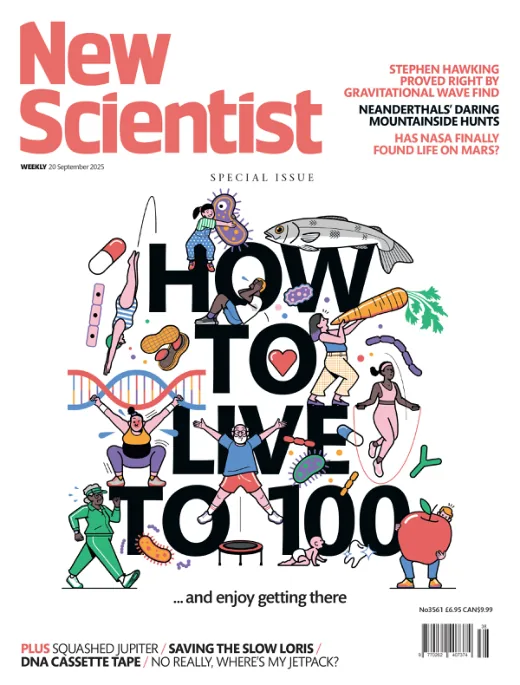 New
Scientist
STEPHEN HAWKING
PROVED RIGHT BY
GRAVITATIONAL WAVE FIND
NEANDERTHALS' DARING
MOUNTAINSIDE HUNTS
HAS NASA FINALLY
FOUND LIFE ON MARS?
WEEKLY 20 September 2025
SPECIAL ISSUE
HOW
TO
LIVE
TO 100
...and enjoy getting there
No3561 £6.95 CAN$9.99
PLUS SQUASHED JUPITER / SAVING THE SLOW LORIS /
DNA CASSETTE TAPE / NO REALLY, WHERE'S MY JETPACK?